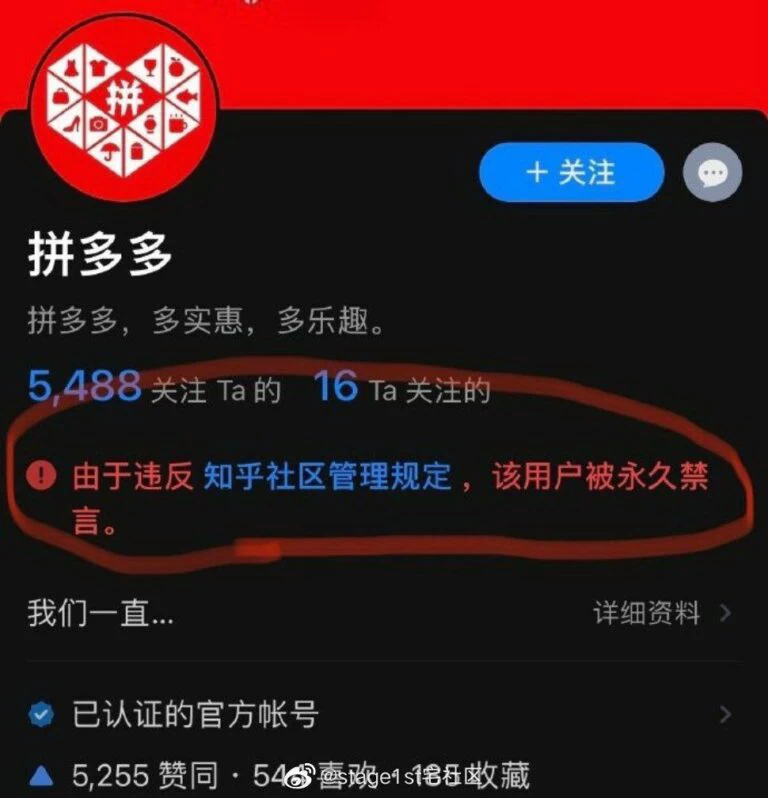 拼
+ 关注
拼多多
拼多多，多实惠，多乐趣。
5,488 关注 Ta 的 16 Ta 关注的
由于违反 知乎社区管理规定 ，该用户被永久禁
言。
我们一直...
详细资料
已认证的官方帐号
5,255 赞同 · 喜欢 · 185 收藏
@stage1st宅社区